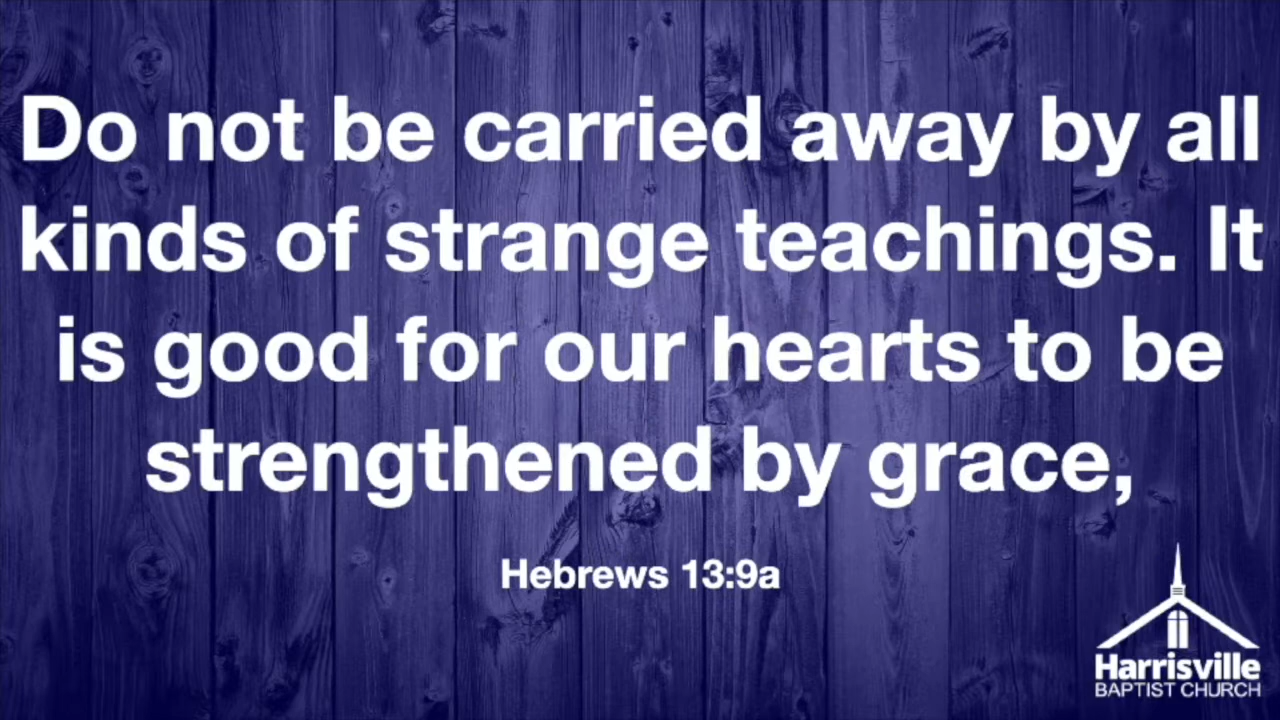 Do not be carried away by all
kinds of strange teachings. It
is good for our hearts to be
strengthened by grace,
Hebrews 13:9a
Harrisville
BAPTIST CHURCH